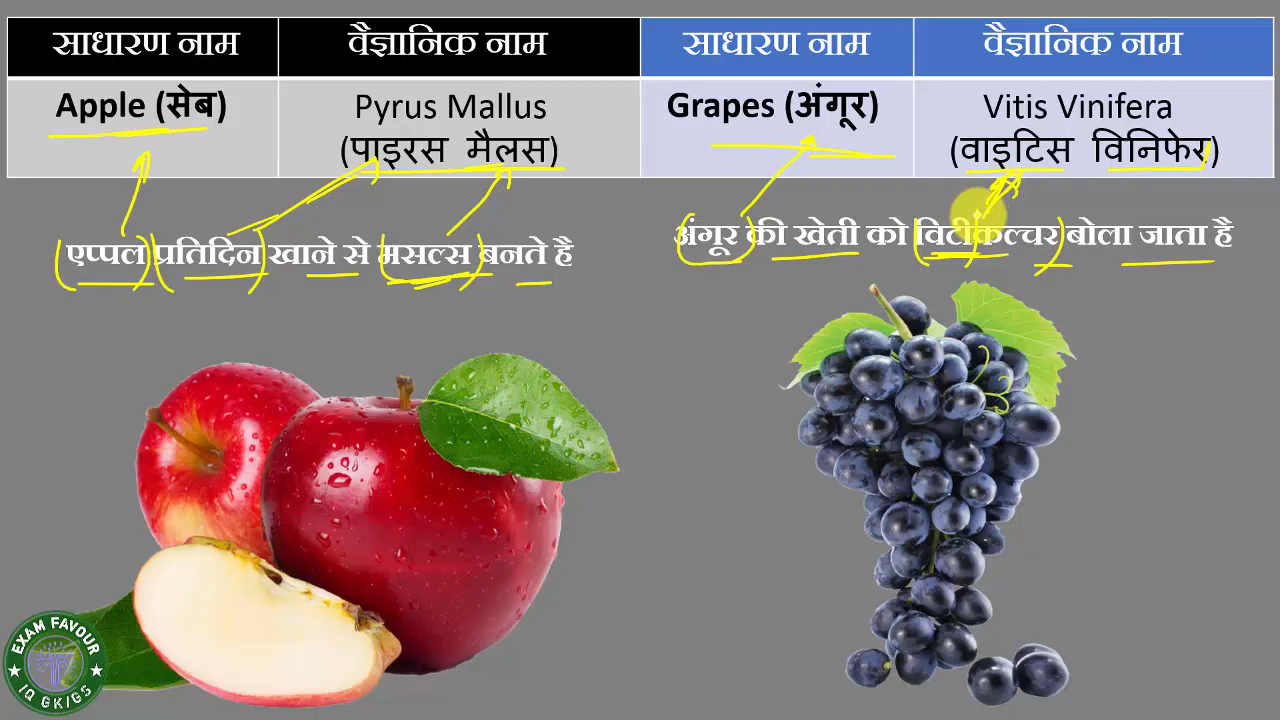 साधारण नाम
वैज्ञानिक नाम
साधारण नाम
वैज्ञानिक नाम
Apple (सेब)
Pyrus Mallus
(पाइरस मैलस)
Grapes (अंगूर)
Vitis Vinifera
(वाइटिस विनिफेर)
एप्पल प्रतिदिन खाने से मसल्स बनते है
अंगूर की खेती को विटीकल्चर बोला जाता है
EXAM FAVOUR
IQ GK/GS